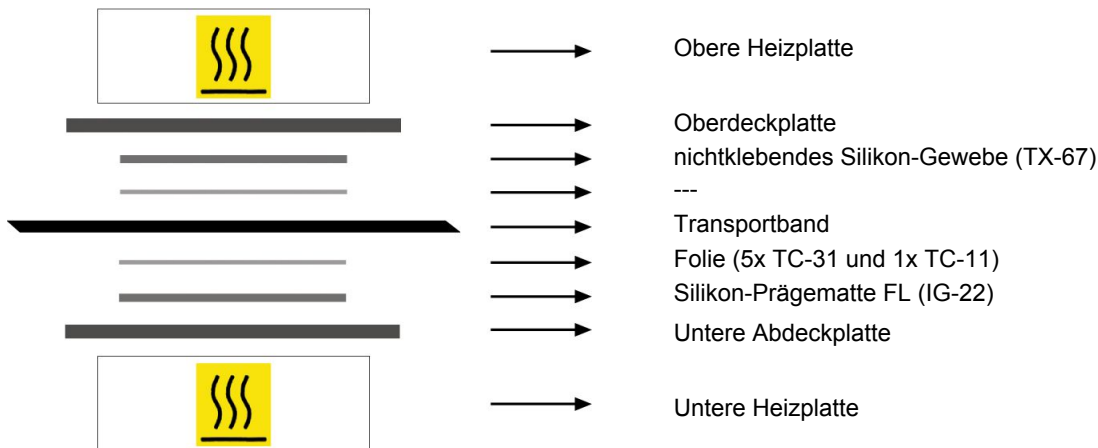 Obere Heizplatte
Oberdeckplatte
nichtklebendes Silikon-Gewebe (TX-67)
---
Transportband
Folie (5x TC-31 und 1x TC-11)
Silikon-Prägematte FL (IG-22)
Untere Abdeckplatte
Untere Heizplatte